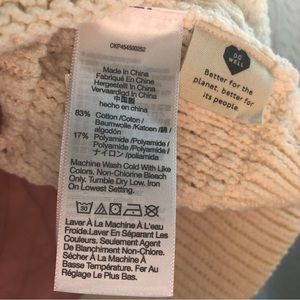 CKF454500252
Made in China
Fabriqué En Chine
Hergestellt In China
Vervaardigd In China
中国製
hecho en china
83% Cotton /Coton /
Baumwolle /Katoen /綿 /
algodón
17% Polyamide /Polyamide /
Polyamide /Polyamide /
ナイロン /poliamida
Machine Wash Cold With Like
Colors. Non-Chlorine Bleach
Only. Tumble Dry Low. Iron
On Lowest Setting.
Laver À La Machine À L'eau
Froide.Laver En Séparant Les
Couleurs. Seulement Agent
De Blanchiment Non-Chlore.
Sécher À La Machine À
Basse Température. Fer Au
Réglage Le Plus Bas.
DO
WELL
Better for the
planet, better for
its people